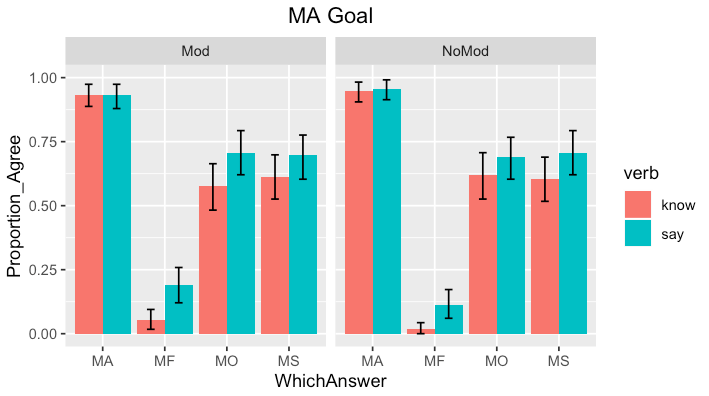 MA Goal
Mod
NoMod
1.00
0.75
0.50
0.25
0.00
Proportion_Agree
MA MF MO MS
MA MF MO MS
WhichAnswer
verb
know
say